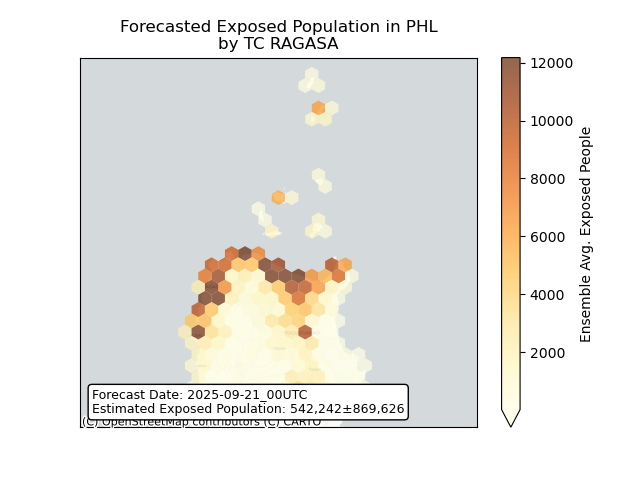 Forecasted Exposed Population in PHL
by TC RAGASA
12000
10000
8000
6000
4000
2000
Ensemble Avg. Exposed People
Forecast Date: 2025-09-21_00UTC
Estimated Exposed Population: 542,242±869,626
(C) OpenStreetMap contributors (C) CARTO